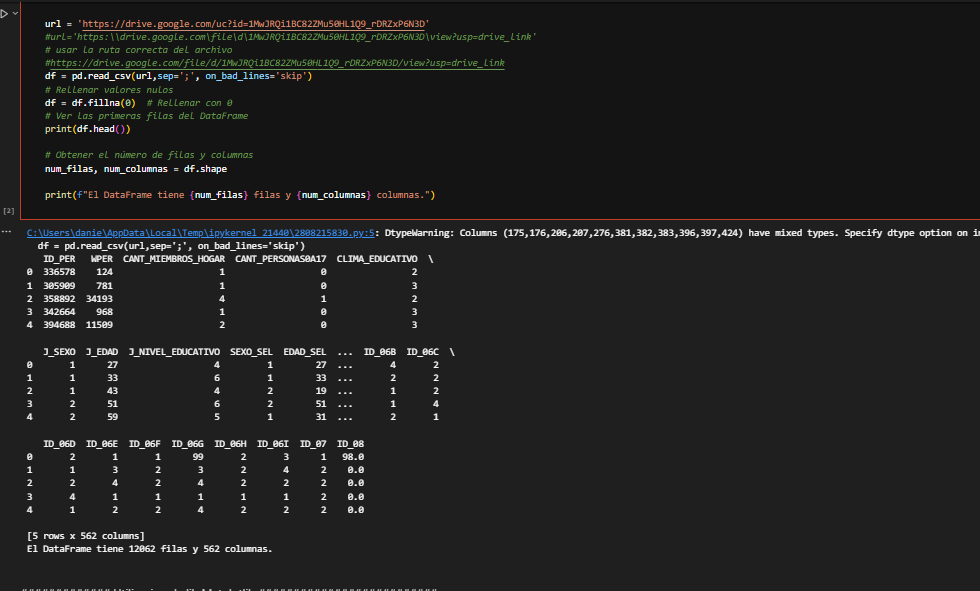 url = 'https://drive.google.com/uc?id=1MwJRQi1BC82ZMu50HL1Q9_rDRZxP6N3D'
#url='https:\\drive.google.com\file\d\1MwJRQi1BC82ZMu50HL1Q9_rDRZxP6N3D\view?usp=drive_link'
# usar la ruta correcta del archivo
#https://drive.google.com/file/d/1MwJRQi1BC82ZMu50HL1Q9_rDRZxP6N3D/view?usp=drive_link
df = pd.read_csv(url,sep=';', on_bad_lines='skip')
# Rellenar valores nulos
df = df.fillna(0)  # Rellenar con 0
# Ver las primeras filas del DataFrame
print(df.head())
# Obtener el número de filas y columnas
num_filas, num_columnas = df.shape
print(f"El DataFrame tiene {num_filas} filas y {num_columnas} columnas.")
[2]
C:\Users\danie\AppData\Local\Temp\ipykernel_21440\2808215830.py:5: DtypeWarning: Columns (175,176,206,207,276,381,382,383,396,397,424) have mixed types. Specify dtype option on
df = pd.read_csv(url,sep=';', on_bad_lines='skip')
ID_PER WPER CANT_MIEMBROS_HOGAR CANT_PERSONAS0A17 CLIMA_EDUCATIVO \
0 336578 124 1 0 2
1 305909 781 1 0 3
2 358892 34193 4 1 2
3 342664 968 1 0 3
4 394688 11509 2 0 3
J_SEXO J_EDAD J_NIVEL_EDUCATIVO SEXO_SEL EDAD_SEL ... ID_06B ID_06C \
0 1 27 4 1 27 ... 4 2
1 1 33 6 1 33 ... 2 2
2 1 43 4 2 19 ... 1 2
3 2 51 6 2 51 ... 1 4
4 2 59 5 1 31 ... 2 1
ID_06D ID_06E ID_06F ID_06G ID_06H ID_06I ID_07 ID_08
0 2 1 1 99 2 3 1 98.0
1 1 3 2 3 2 4 2 0.0
2 2 4 2 4 2 2 2 0.0
3 4 1 1 1 1 1 2 0.0
4 1 2 2 4 2 2 2 0.0
[5 rows x 562 columns]
El DataFrame tiene 12062 filas y 562 columnas.